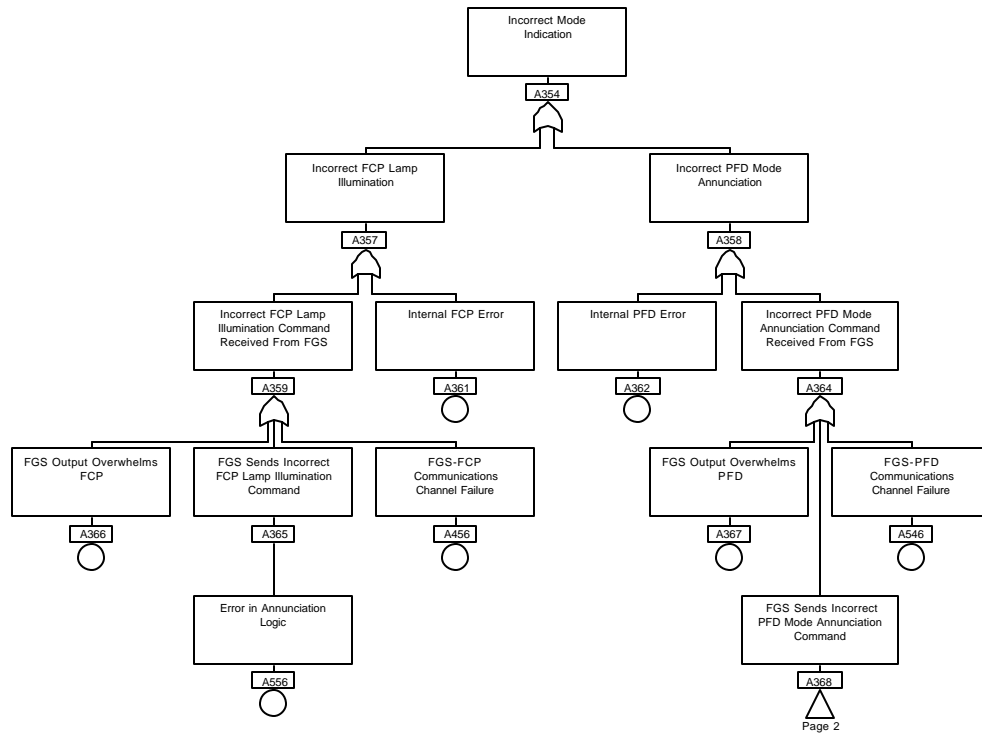 Incorrect Mode
Indication
A354
Incorrect FCP Lamp
Illumination
A357
Incorrect PFD Mode
Annunciation
A358
Incorrect FCP Lamp
Illumination Command
Received From FGS
A359
Internal FCP Error
A361
Internal PFD Error
A362
Incorrect PFD Mode
Annunciation Command
Received From FGS
A364
FGS Output Overwhelms
FCP
A366
FGS Sends Incorrect
FCP Lamp Illumination
Command
A365
FGS-FCP
Communications
Channel Failure
A456
FGS Output Overwhelms
PFD
A367
FGS-PFD
Communications
Channel Failure
A546
Error in Annunciation
Logic
A556
FGS Sends Incorrect
PFD Mode Annunciation
Command
A368
Page 2